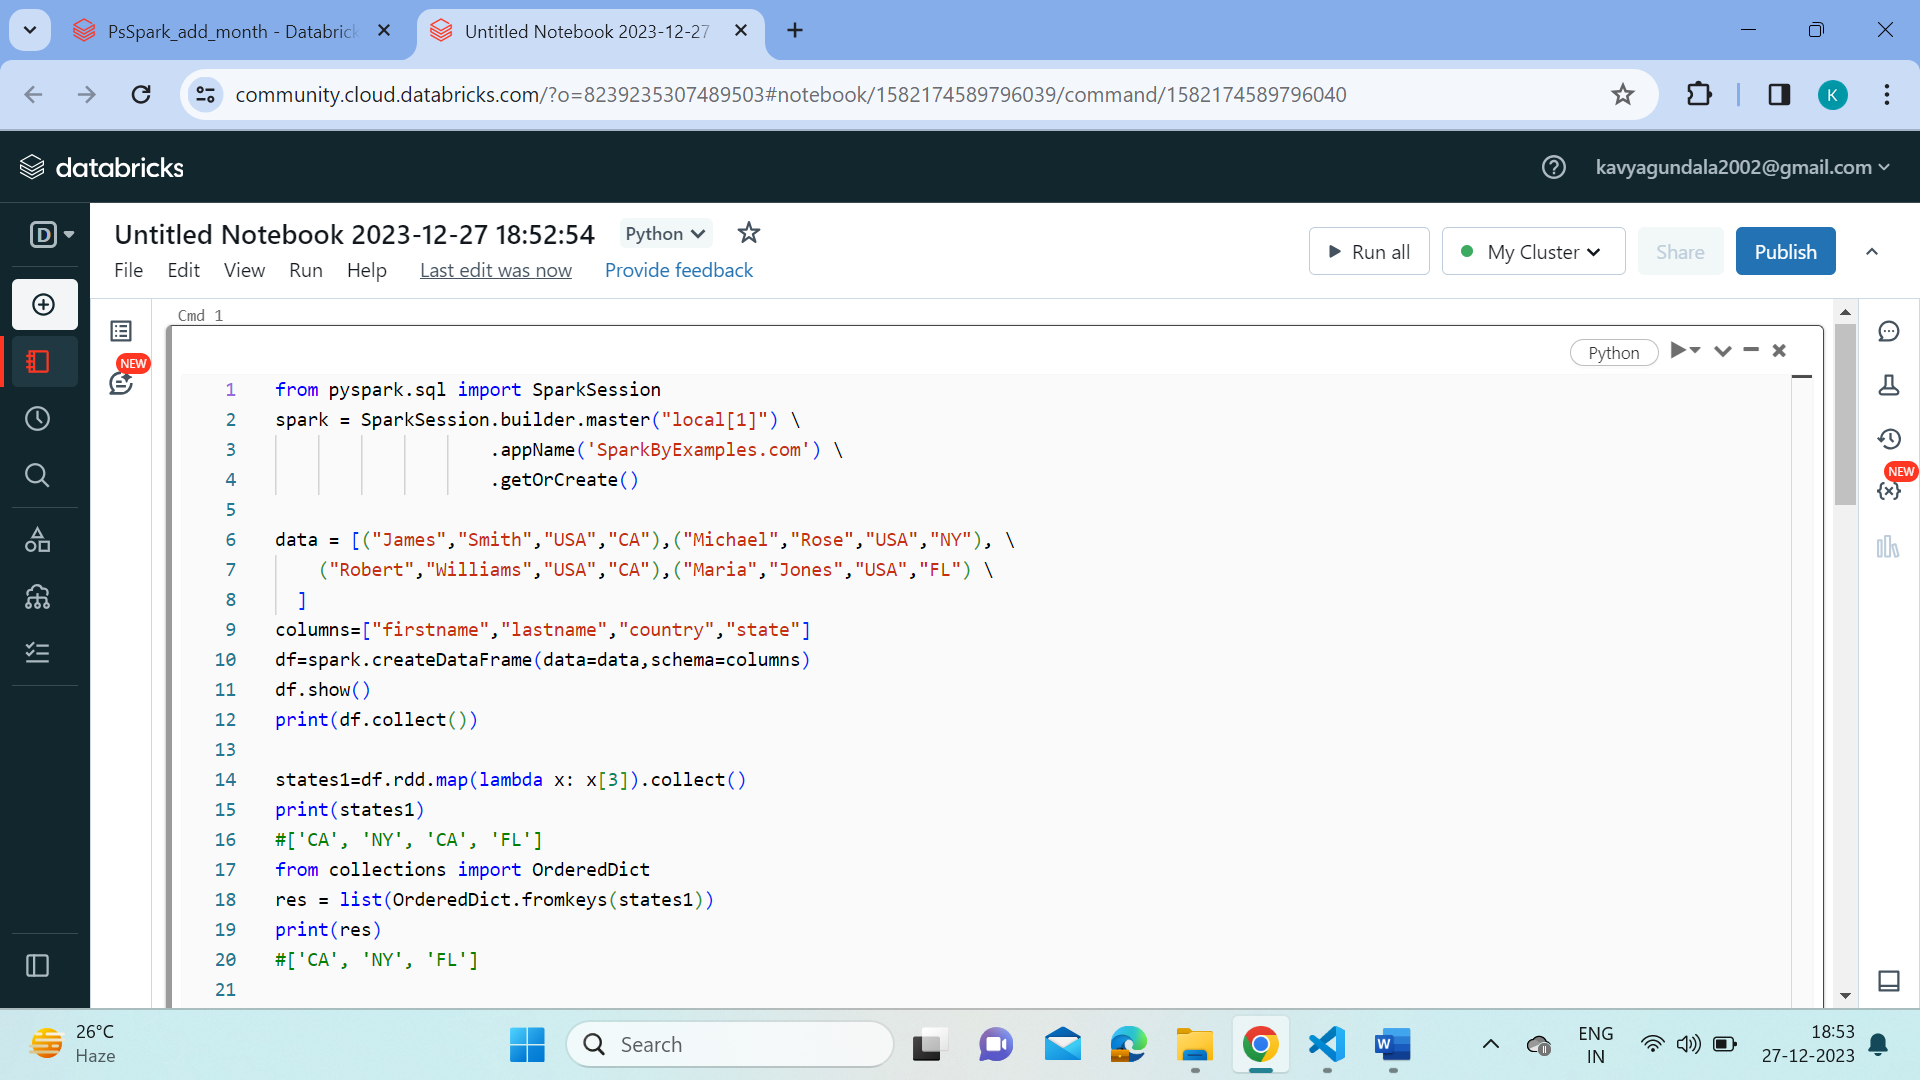 PsSpark_add_month - Databrick
Untitled Notebook 2023-12-27
community.cloud.databricks.com/?o=8239235307489503#notebook/1582174589796039/command/1582174589796040
K
databricks
kavyagundala2002@gmail.com
D
Untitled Notebook 2023-12-27 18:52:54
Python
File Edit View Run Help Last edit was now Provide feedback
Run all
My Cluster
Share
Publish
NEW
NEW
Cmd 1
Python
1 from pyspark.sql import SparkSession
2 spark = SparkSession.builder.master("local[1]") \
3 .appName('SparkByExamples.com') \
4 .getOrCreate()
5
6 data = [("James","Smith","USA","CA"),("Michael","Rose","USA","NY"), \
7 ("Robert","Williams","USA","CA"),("Maria","Jones","USA","FL") \
8 ]
9 columns=["firstname","lastname","country","state"]
10 df=spark.createDataFrame(data=data,schema=columns)
11 df.show()
12 print(df.collect())
13
14 states1=df.rdd.map(lambda x: x[3]).collect()
15 print(states1)
16 #['CA', 'NY', 'CA', 'FL']
17 from collections import OrderedDict
18 res = list(OrderedDict.fromkeys(states1))
19 print(res)
20 #['CA', 'NY', 'FL']
21
26°C
Haze
Search
ENG
IN
18:53
27-12-2023